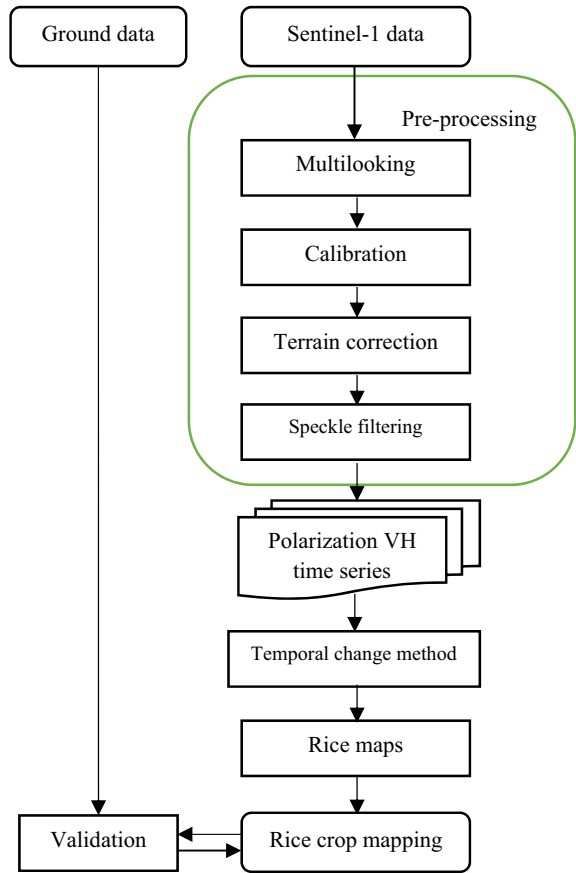 Ground data
Sentinel-1 data
Pre-processing
Multilooking
Calibration
Terrain correction
Speckle filtering
Polarization VH
time series
Temporal change method
Rice maps
Validation
Rice crop mapping